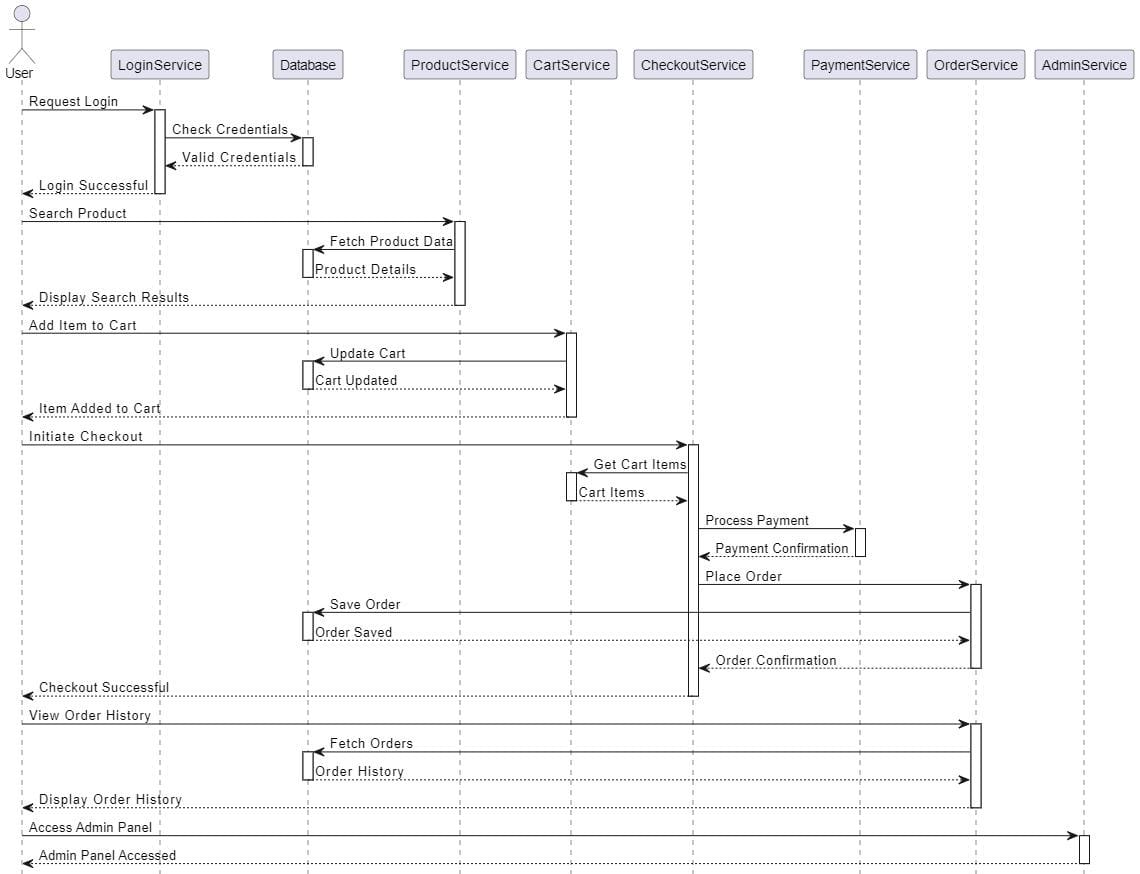 User
LoginService
Database
ProductService
CartService
CheckoutService
PaymentService
OrderService
AdminService
Request Login
Check Credentials
Valid Credentials
Login Successful
Search Product
Fetch Product Data
Product Details
Display Search Results
Add Item to Cart
Update Cart
Cart Updated
Item Added to Cart
Initiate Checkout
Get Cart Items
Cart Items
Process Payment
Payment Confirmation
Place Order
Save Order
Order Saved
Order Confirmation
Checkout Successful
View Order History
Fetch Orders
Order History
Display Order History
Access Admin Panel
Admin Panel Accessed